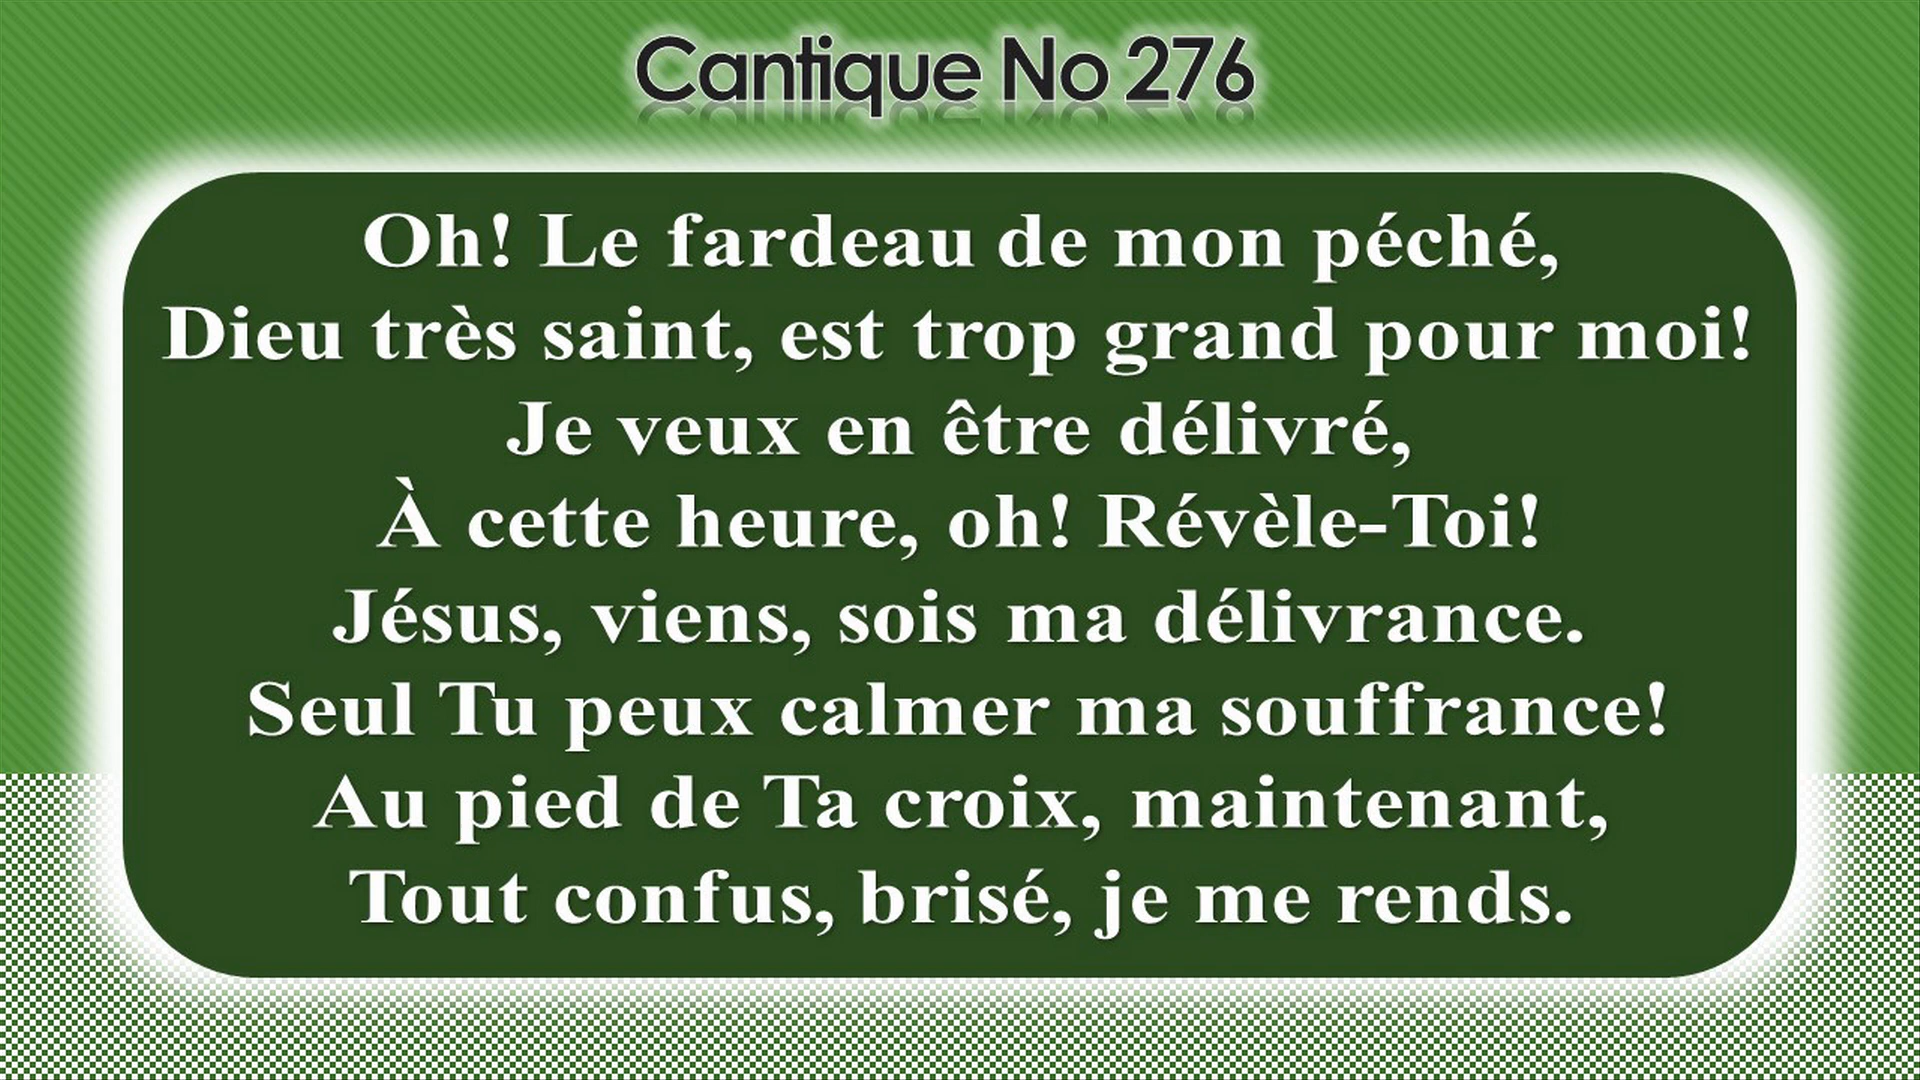 Cantique No 276
Oh! Le fardeau de mon péché,
Dieu très saint, est trop grand pour moi!
Je veux en être délivré,
À cette heure, oh! Révèle-Toi!
Jésus, viens, sois ma délivrance.
Seul Tu peux calmer ma souffrance!
Au pied de Ta croix, maintenant,
Tout confus, brisé, je me rends.